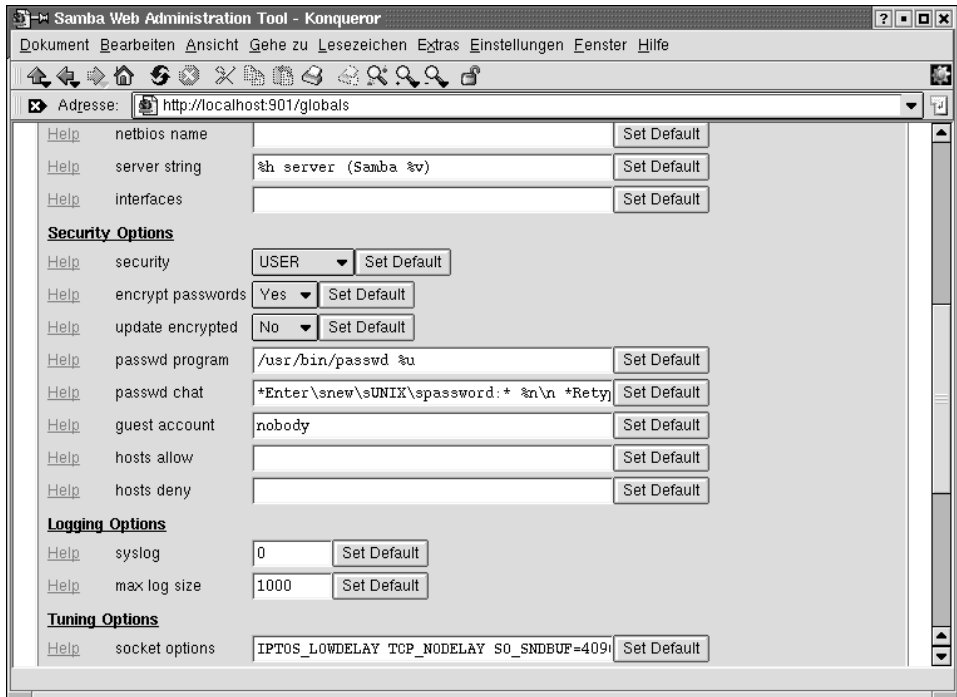 Samba Web Administration Tool - Konqueror
Dokument Bearbeiten Ansicht Gehe zu Lesezeichen Extras Einstellungen Fenster Hilfe
Adresse: http://localhost:901/globals
Help netbios name Set Default
Help server string %h server (Samba %v) Set Default
Help interfaces Set Default
Security Options
Help security USER Set Default
Help encrypt passwords Yes Set Default
Help update encrypted No Set Default
Help passwd program /usr/bin/passwd %u Set Default
Help passwd chat *Enter\snew\sUNIX\spassword:* %n\n *Retyp Set Default
Help guest account nobody Set Default
Help hosts allow Set Default
Help hosts deny Set Default
Logging Options
Help syslog 0 Set Default
Help max log size 1000 Set Default
Tuning Options
Help socket options IPTOS_LOWDELAY TCP_NODELAY SO_SNDBUF=409 Set Default